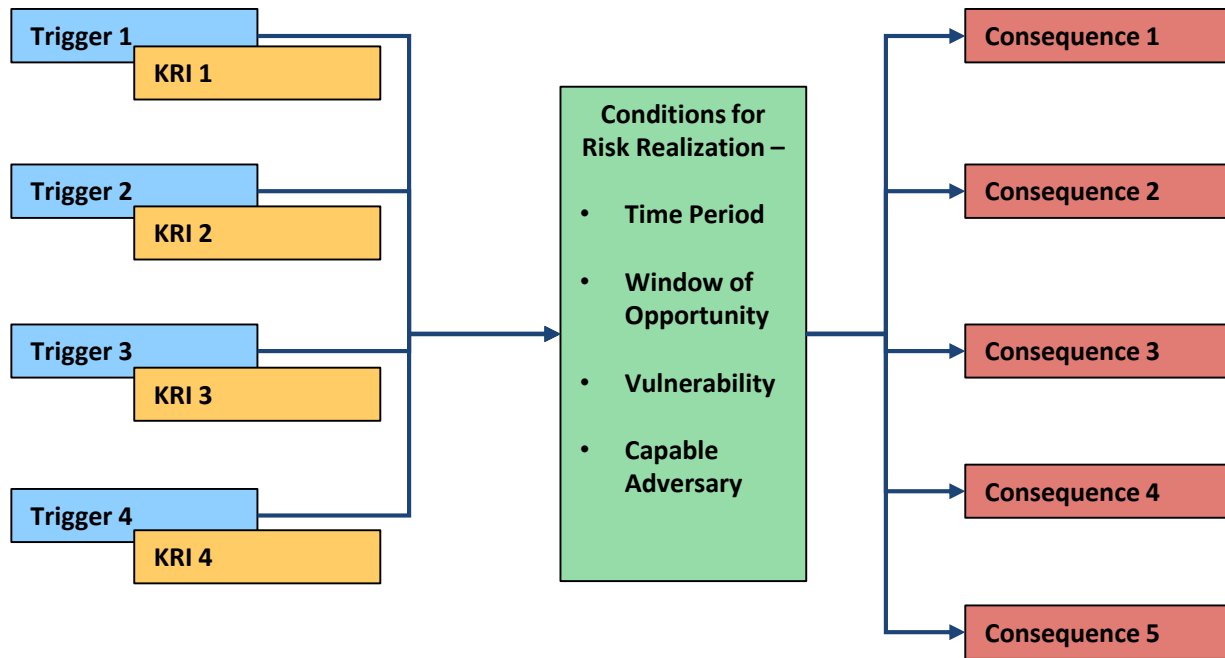 Trigger 1
KRI 1
Trigger 2
KRI 2
Trigger 3
KRI 3
Trigger 4
KRI 4
Conditions for
Risk Realization –
• Time Period
• Window of
Opportunity
• Vulnerability
• Capable
Adversary
Consequence 1
Consequence 2
Consequence 3
Consequence 4
Consequence 5